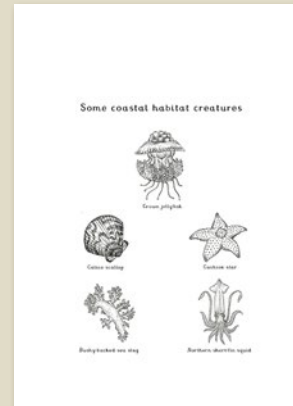 Some coastal habitat creatures
Crown jellyfish
Calico scallop
Cushion star
Bushy-backed sea slug
Northern shortfin squid